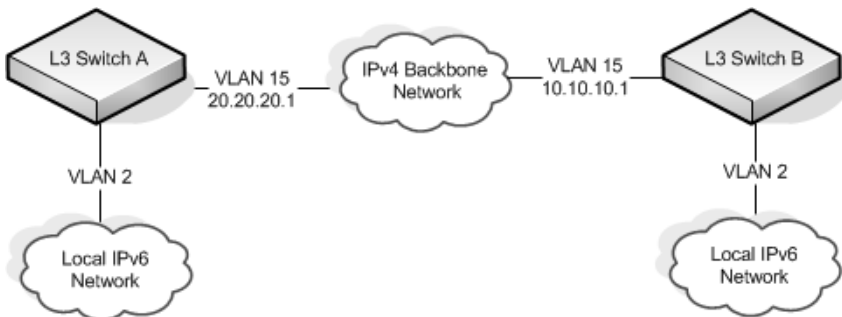 L3 Switch A
VLAN 15
20.20.20.1
IPv4 Backbone
Network
VLAN 15
10.10.10.1
L3 Switch B
VLAN 2
VLAN 2
Local IPv6
Network
Local IPv6
Network